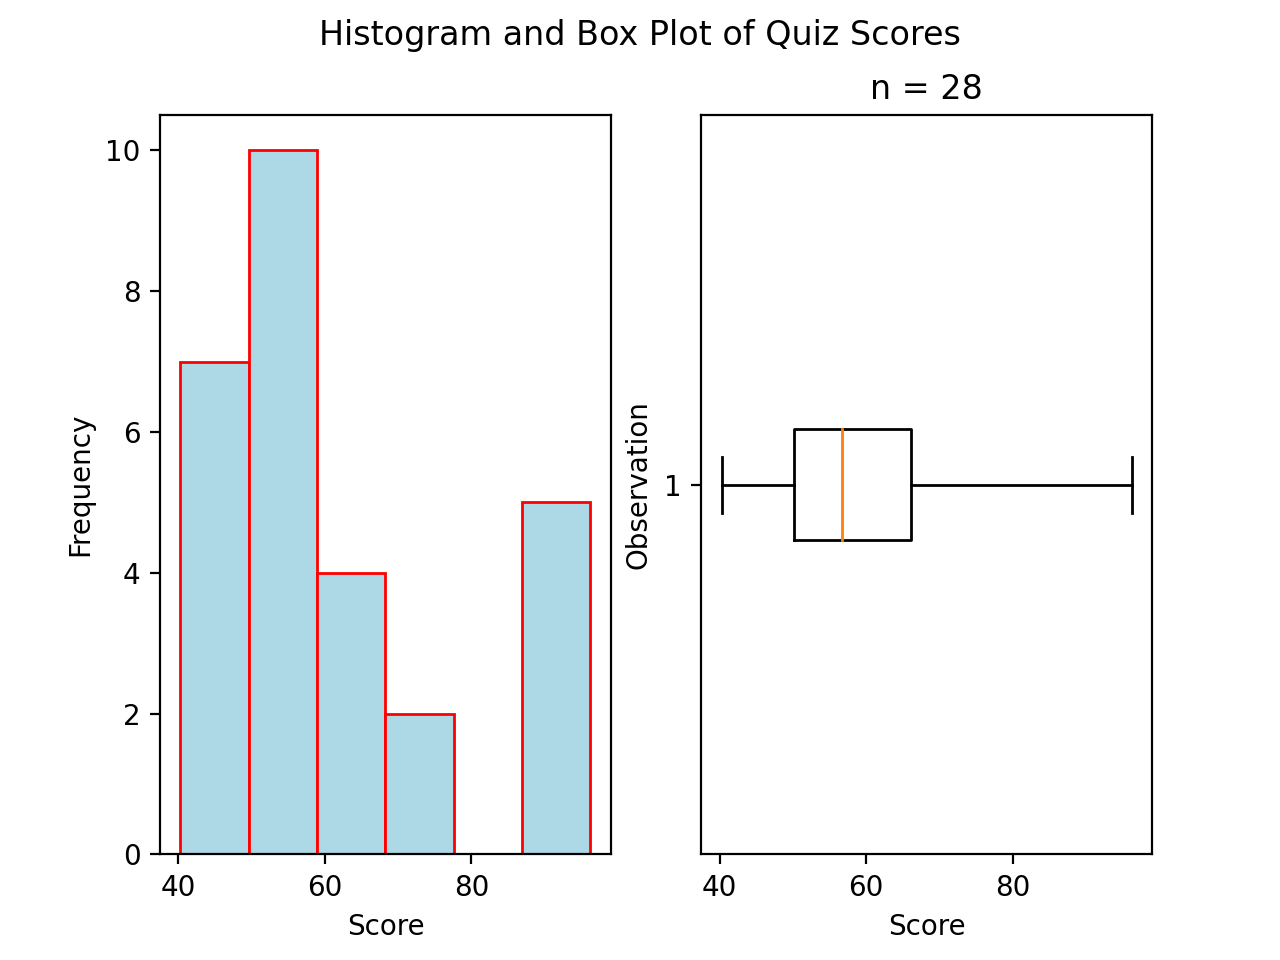 Histogram and Box Plot of Quiz Scores
n = 28
10
8
6
4
2
0
Frequency
40 60 80
Score
Observation
1
40 60 80
Score